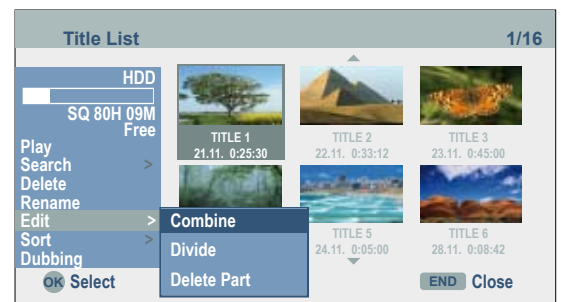 Title List 1/16
HDD
SQ 80H 09M
Free
Play
Search >
Delete
Rename
Edit >
Sort >
Dubbing
TITLE 1
21.11. 0:25:30
TITLE 2
22.11. 0:33:12
TITLE 3
23.11. 0:45:00
Combine
Divide
Delete Part
TITLE 5
24.11. 0:05:00
TITLE 6
28.11. 0:08:42
OK Select
END Close